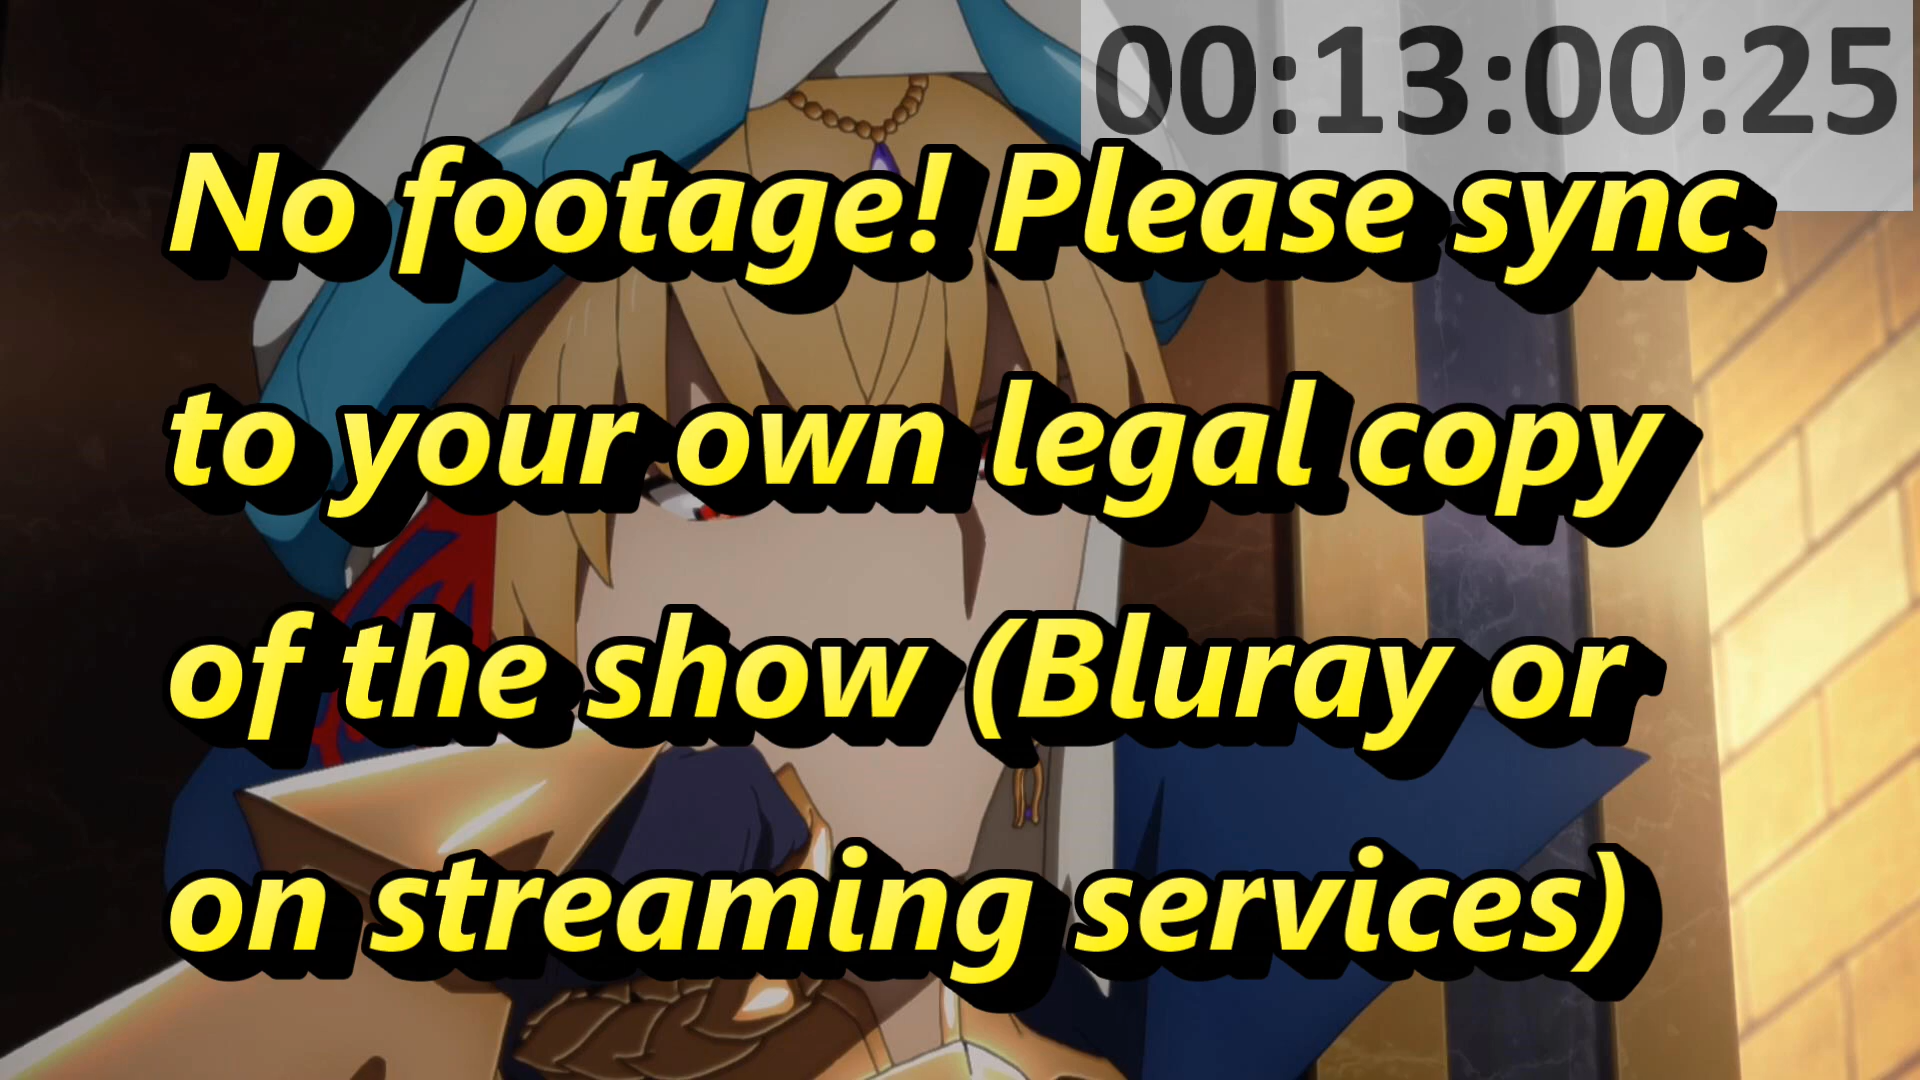 00:13:00:25
No footage! Please sync
to your own legal copy
of the show (Bluray or
on streaming services)